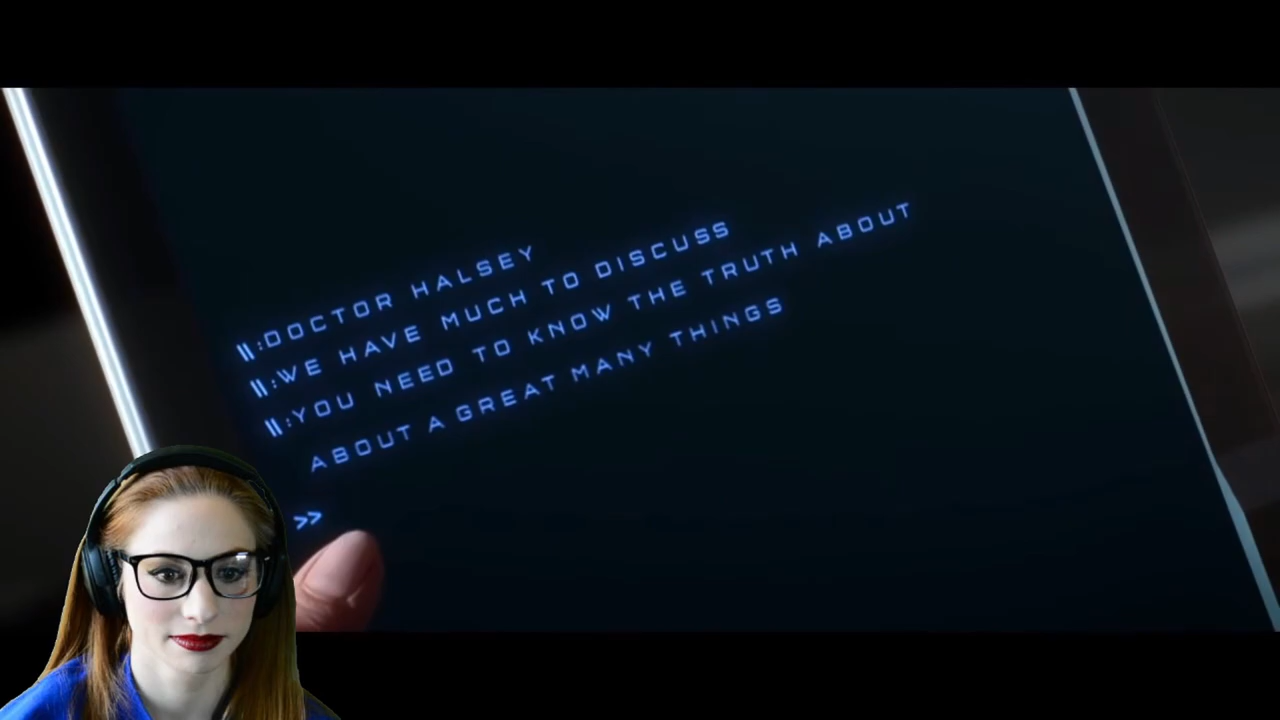 \\:DOCTOR HALSEY
\\:WE HAVE MUCH TO DISCUSS
\\:YOU NEED TO KNOW THE TRUTH ABOUT
ABOUT A GREAT MANY THINGS
>>